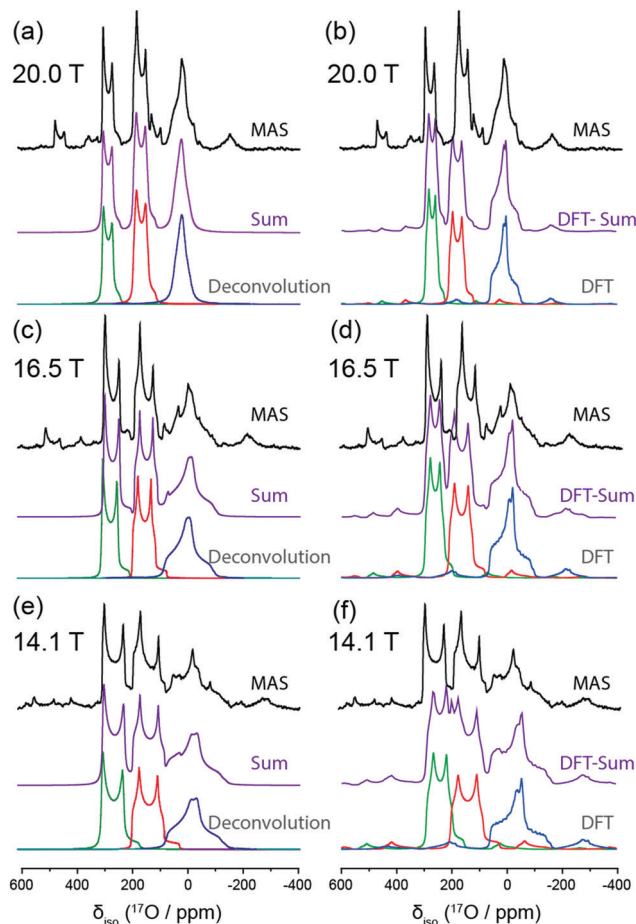 (a)
20.0 T
MAS
Sum
Deconvolution
(b)
20.0 T
MAS
DFT- Sum
DFT
(c)
16.5 T
MAS
Sum
Deconvolution
(d)
16.5 T
MAS
DFT-Sum
DFT
(e)
14.1 T
MAS
Sum
Deconvolution
600 400 200 0 -200 -400
δiso (¹⁷O / ppm)
(f)
14.1 T
MAS
DFT-Sum
DFT
600 400 200 0 -200 -400
δiso (¹⁷O / ppm)